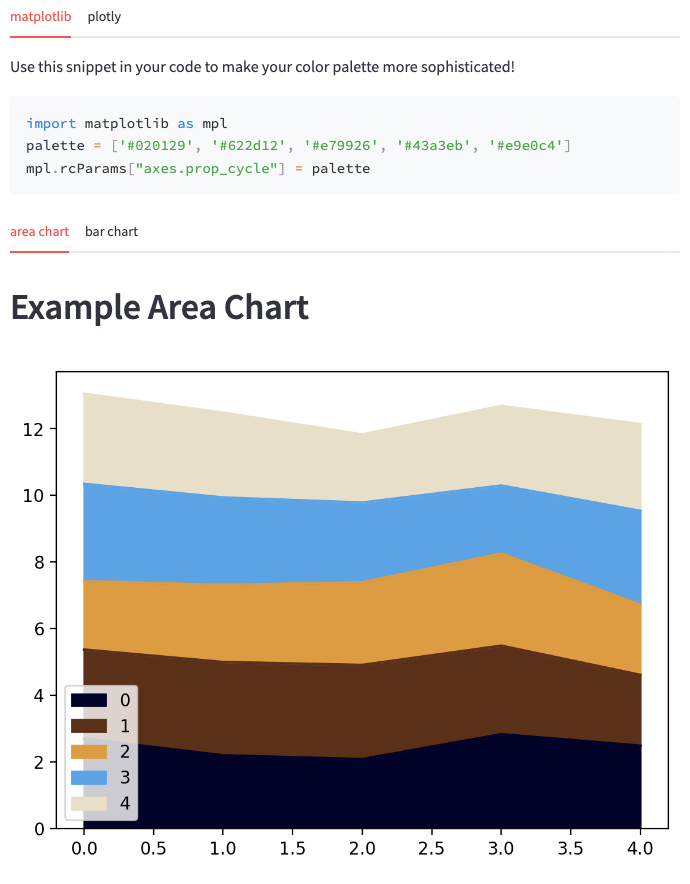 matplotlib plotly
Use this snippet in your code to make your color palette more sophisticated!
import matplotlib as mpl
palette = ['#020129', '#622d12', '#e79926', '#43a3eb', '#e9e0c4']
mpl.rcParams["axes.prop_cycle"] = palette
area chart bar chart
Example Area Chart
12
10
8
6
4
2
0
0
1
2
3
4
0.0 0.5 1.0 1.5 2.0 2.5 3.0 3.5 4.0